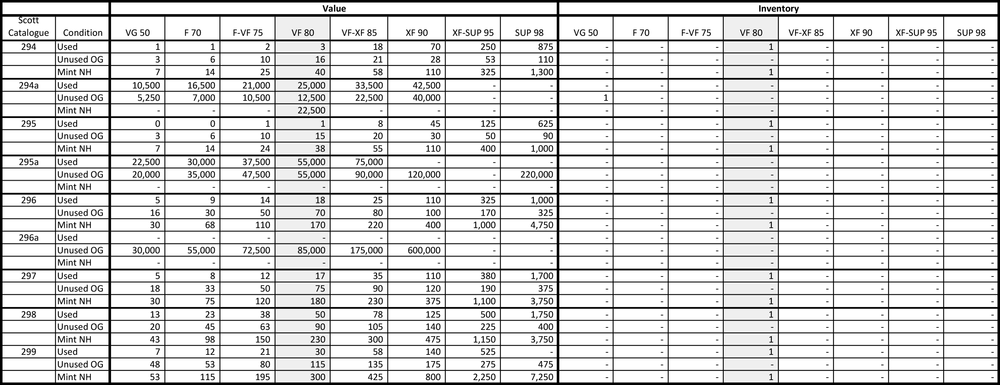 Value Inventory
Scott
Catalogue Condition VG 50 F 70 F-VF 75 VF 80 VF-XF 85 XF 90 XF-SUP 95 SUP 98 VG 50 F 70 F-VF 75 VF 80 VF-XF 85 XF 90 XF-SUP 95 SUP 98
294 Used 1 1 2 3 18 70 250 875 - - - 1 - - - -
Unused OG 3 6 10 16 21 28 53 110 - - - - - - - -
Mint NH 7 14 25 40 58 110 325 1,300 - - - 1 - - - -
294a Used 10,500 16,500 21,000 25,000 33,500 42,500 - - - - - - - - - -
Unused OG 5,250 7,000 10,500 12,500 22,500 40,000 - - 1 - - - - - - -
Mint NH - - - 22,500 - - - - - - - - - - - -
295 Used 0 0 1 1 8 45 125 625 - - - 1 - - - -
Unused OG 3 6 10 15 20 30 50 90 - - - - - - - -
Mint NH 7 14 24 38 55 110 400 1,000 - - - 1 - - - -
295a Used 22,500 30,000 37,500 55,000 75,000 - - - - - - - - - - -
Unused OG 20,000 35,000 47,500 55,000 90,000 120,000 - 220,000 - - - - - - - -
Mint NH - - - - - - - - - - - - - - - -
296 Used 5 9 14 18 25 110 325 1,000 - - - 1 - - - -
Unused OG 16 30 50 70 80 100 170 325 - - - - - - - -
Mint NH 30 68 110 170 220 400 1,000 4,750 - - - 1 - - - -
296a Used - - - - - - - - - - - - - - - -
Unused OG 30,000 55,000 72,500 85,000 175,000 600,000 - - - - - - - - - -
Mint NH - - - - - - - - - - - - - - - -
297 Used 5 8 12 17 35 110 380 1,700 - - - 1 - - - -
Unused OG 18 33 50 75 90 120 190 375 - - - - - - - -
Mint NH 30 75 120 180 230 375 1,100 3,750 - - - 1 - - - -
298 Used 13 23 38 50 78 125 500 1,750 - - - 1 - - - -
Unused OG 20 45 63 90 105 140 225 400 - - - - - - - -
Mint NH 43 98 150 230 300 475 1,150 3,750 - - - 1 - - - -
299 Used 7 12 21 30 58 140 525 - - - - 1 - - - -
Unused OG 48 53 80 115 135 175 275 475 - - - - - - - -
Mint NH 53 115 195 300 425 800 2,250 7,250 - - - 1 - - - -